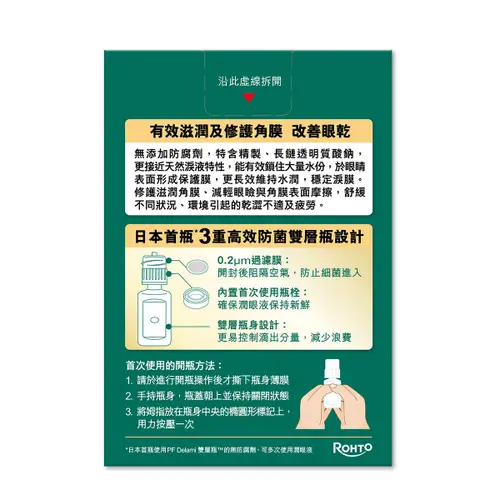 沿此虛線拆開
有效滋潤及修護角膜 改善眼乾
無添加防腐劑，特含精製、長鏈透明質酸鈉，
更接近天然淚液特性，能有效鎖住大量水份，於眼睛
表面形成保護膜，更長效維持水潤，穩定淚膜。
修護滋潤角膜、減輕眼瞼與角膜表面摩擦，舒緩
不同狀況、環境引起的乾澀不適及疲勞。
日本首瓶*3重高效防菌雙層瓶設計
0.2μm過濾膜：
開封後阻隔空氣，防止細菌進入
內置首次使用瓶栓：
確保潤眼液保持新鮮
雙層瓶身設計：
更易控制滴出分量，減少浪費
首次使用的開瓶方法：
1. 請於進行開瓶操作後才撕下瓶身薄膜
2. 手持瓶身，瓶蓋朝上並保持關閉狀態
3. 將姆指放在瓶身中央的橢圓形標記上，
用力按壓一次
*日本首瓶使用PF Delami 雙層瓶™的無防腐劑、可多次使用潤眼液
ROHTO